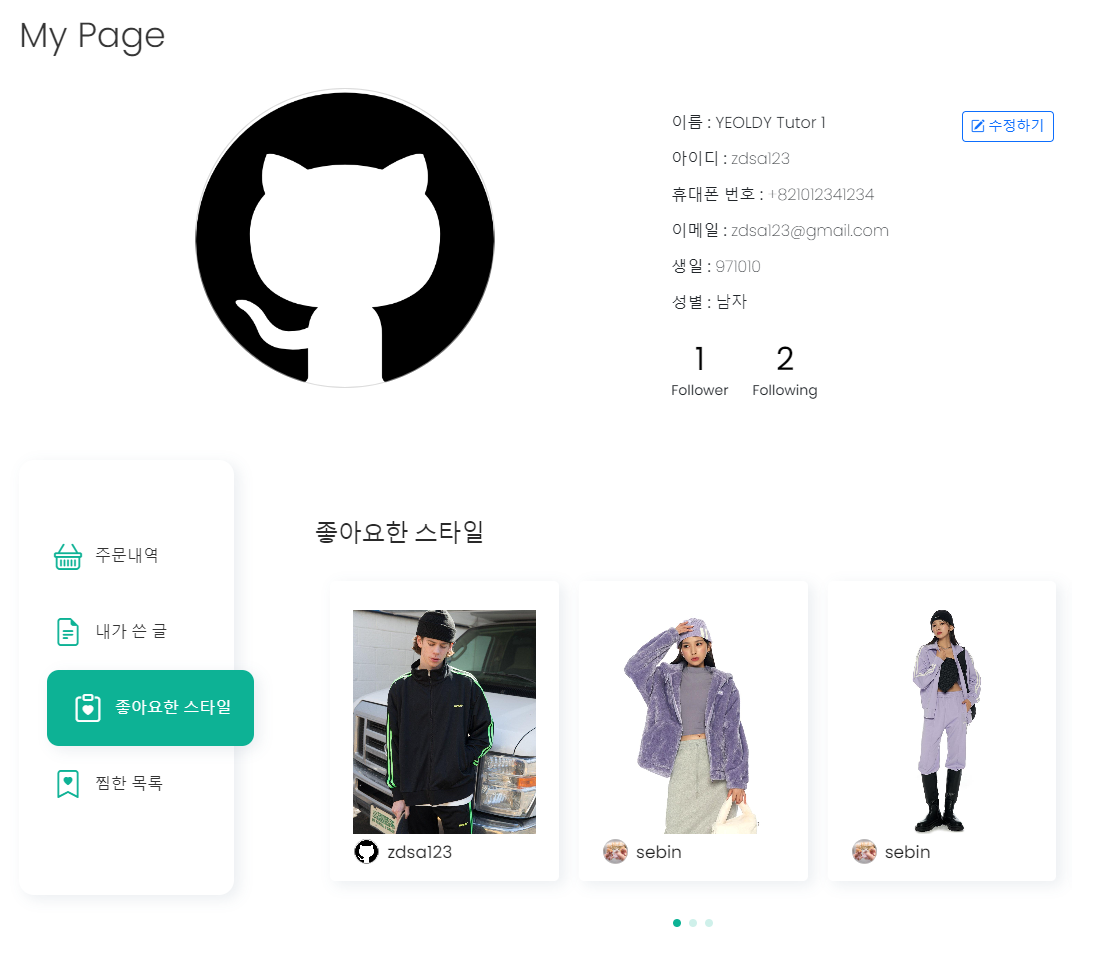 My Page
이름 : YEOLDY Tutor 1
수정하기
아이디 : zdsa123
휴대폰 번호 : +821012341234
이메일 : zdsa123@gmail.com
생일 : 971010
성별 : 남자
1 2
Follower Following
주문내역
내가 쓴 글
좋아요한 스타일
찜한 목록
좋아요한 스타일
zdsa123
sebin
sebin